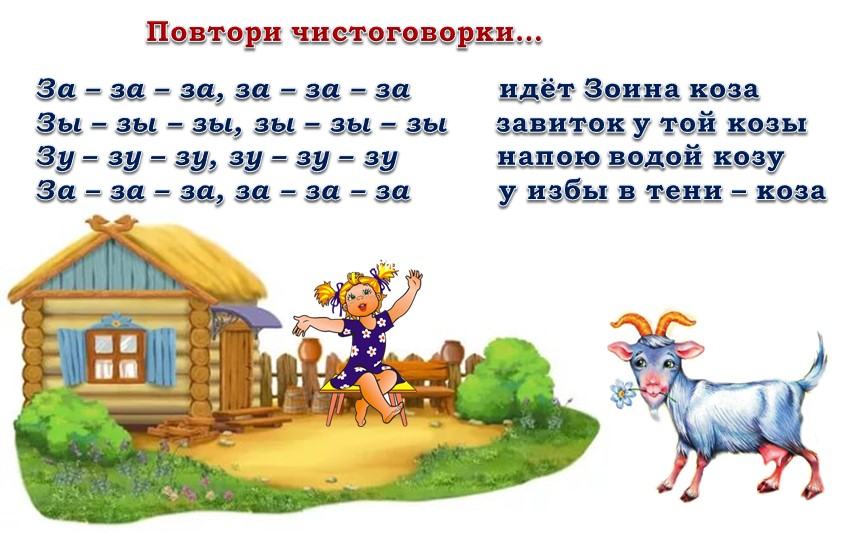 Повтори чистоговорки...
За – за – за, за – за – за идёт Зоина коза
Зы – зы – зы, зы – зы – зы завиток у той козы
Зу – зу – зу, зу – зу – зу напою водой козу
За – за – за, за – за – за у избы в тени – коза